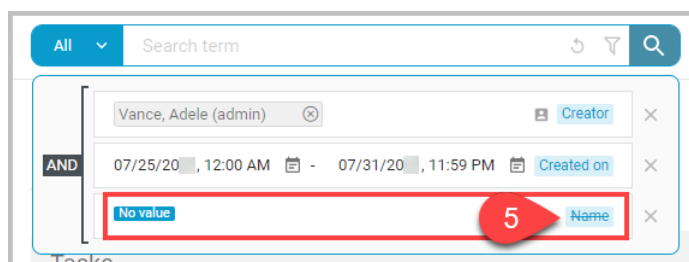 All Search term
Vance, Adele (admin) Creator
AND 07/25/20 , 12:00 AM - 07/31/20 , 11:59 PM Created on
No value 5 Name
Tasks